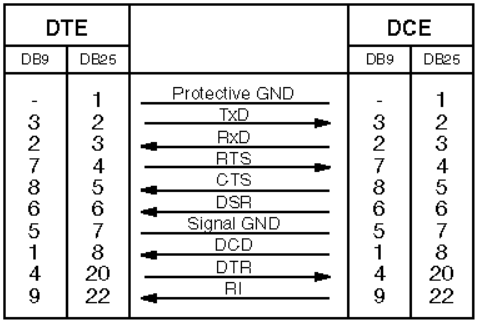 DTE DCE
DB9 DB25 DB9 DB25
- 1 Protective GND - 1
3 2 TxD 3 2
2 3 RxD 2 3
7 4 RTS 7 4
8 5 CTS 8 5
6 6 DSR 6 6
5 7 Signal GND 5 7
1 8 DCD 1 8
4 20 DTR 4 20
9 22 RI 9 22